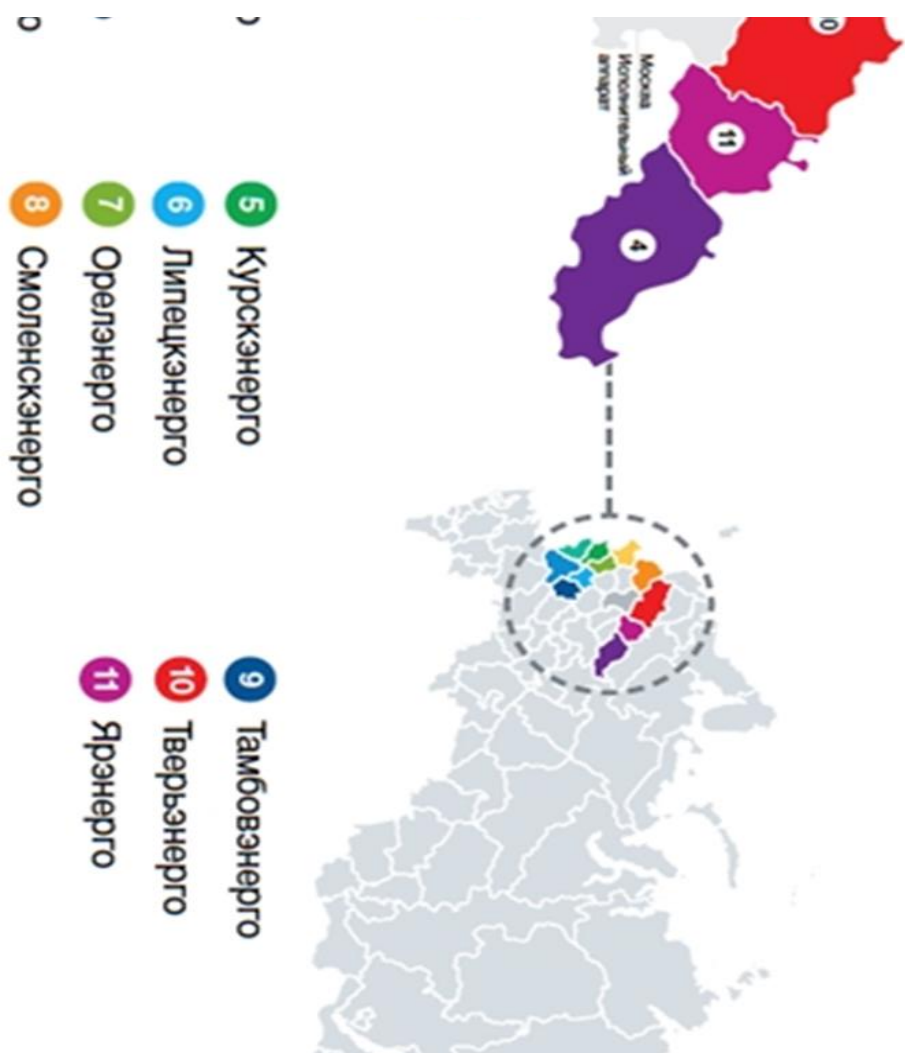 11
4
Москва
Исполнительный
аппарат
5 Курскэнерго
6 Липецкэнерго
7 Орелэнерго
8 Смоленскэнерго
9 Тамбовэнерго
10 Тверьэнерго
11 Ярэнерго